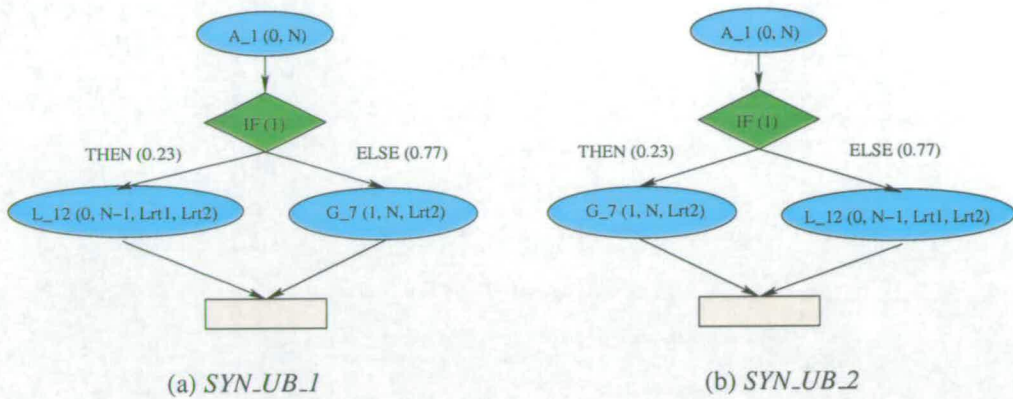 A_1 (0, N)
IF (1)
THEN (0.23)
ELSE (0.77)
L_12 (0, N−1, Lrt1, Lrt2)
G_7 (1, N, Lrt2)
(a) SYN_UB_1
A_1 (0, N)
IF (1)
THEN (0.23)
ELSE (0.77)
G_7 (1, N, Lrt2)
L_12 (0, N−1, Lrt1, Lrt2)
(b) SYN_UB_2